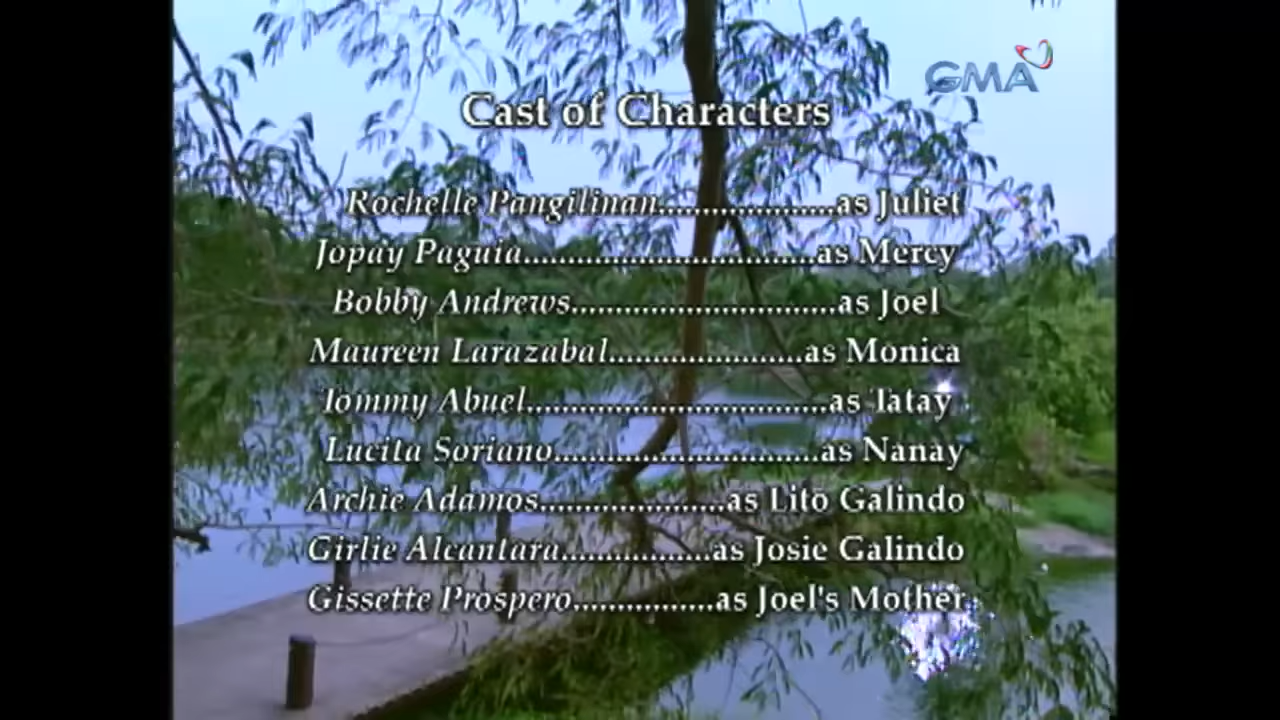 GMA
Cast of Characters
Rochelle Pangilinan....................as Juliet
Jopay Paguia.................................as Mercy
Bobby Andrews..............................as Joel
Maureen Larazabal......................as Monica
Tommy Abuel..................................as Tatay
Lucita Soriano..............................as Nanay
Archie Adamos.....................as Lito Galindo
Girlie Alcantara.................as Josie Galindo
Gissette Prospero................as Joel's Mother